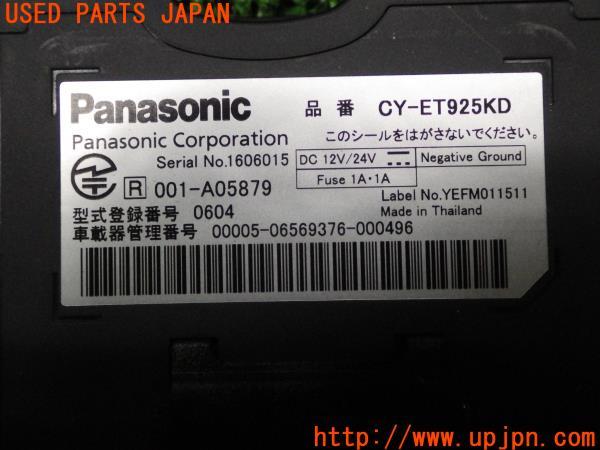 USED PARTS JAPAN
Panasonic 品番 CY-ET925KD
Panasonic Corporation このシールをはがさないでください
Serial No.1606015 DC 12V/24V Negative Ground
Fuse 1A・1A
R 001-A05879 Label No.YEFM011511
型式登録番号 0604 Made in Thailand
車載器管理番号 00005-06569376-000496
http://www.upjpn.com